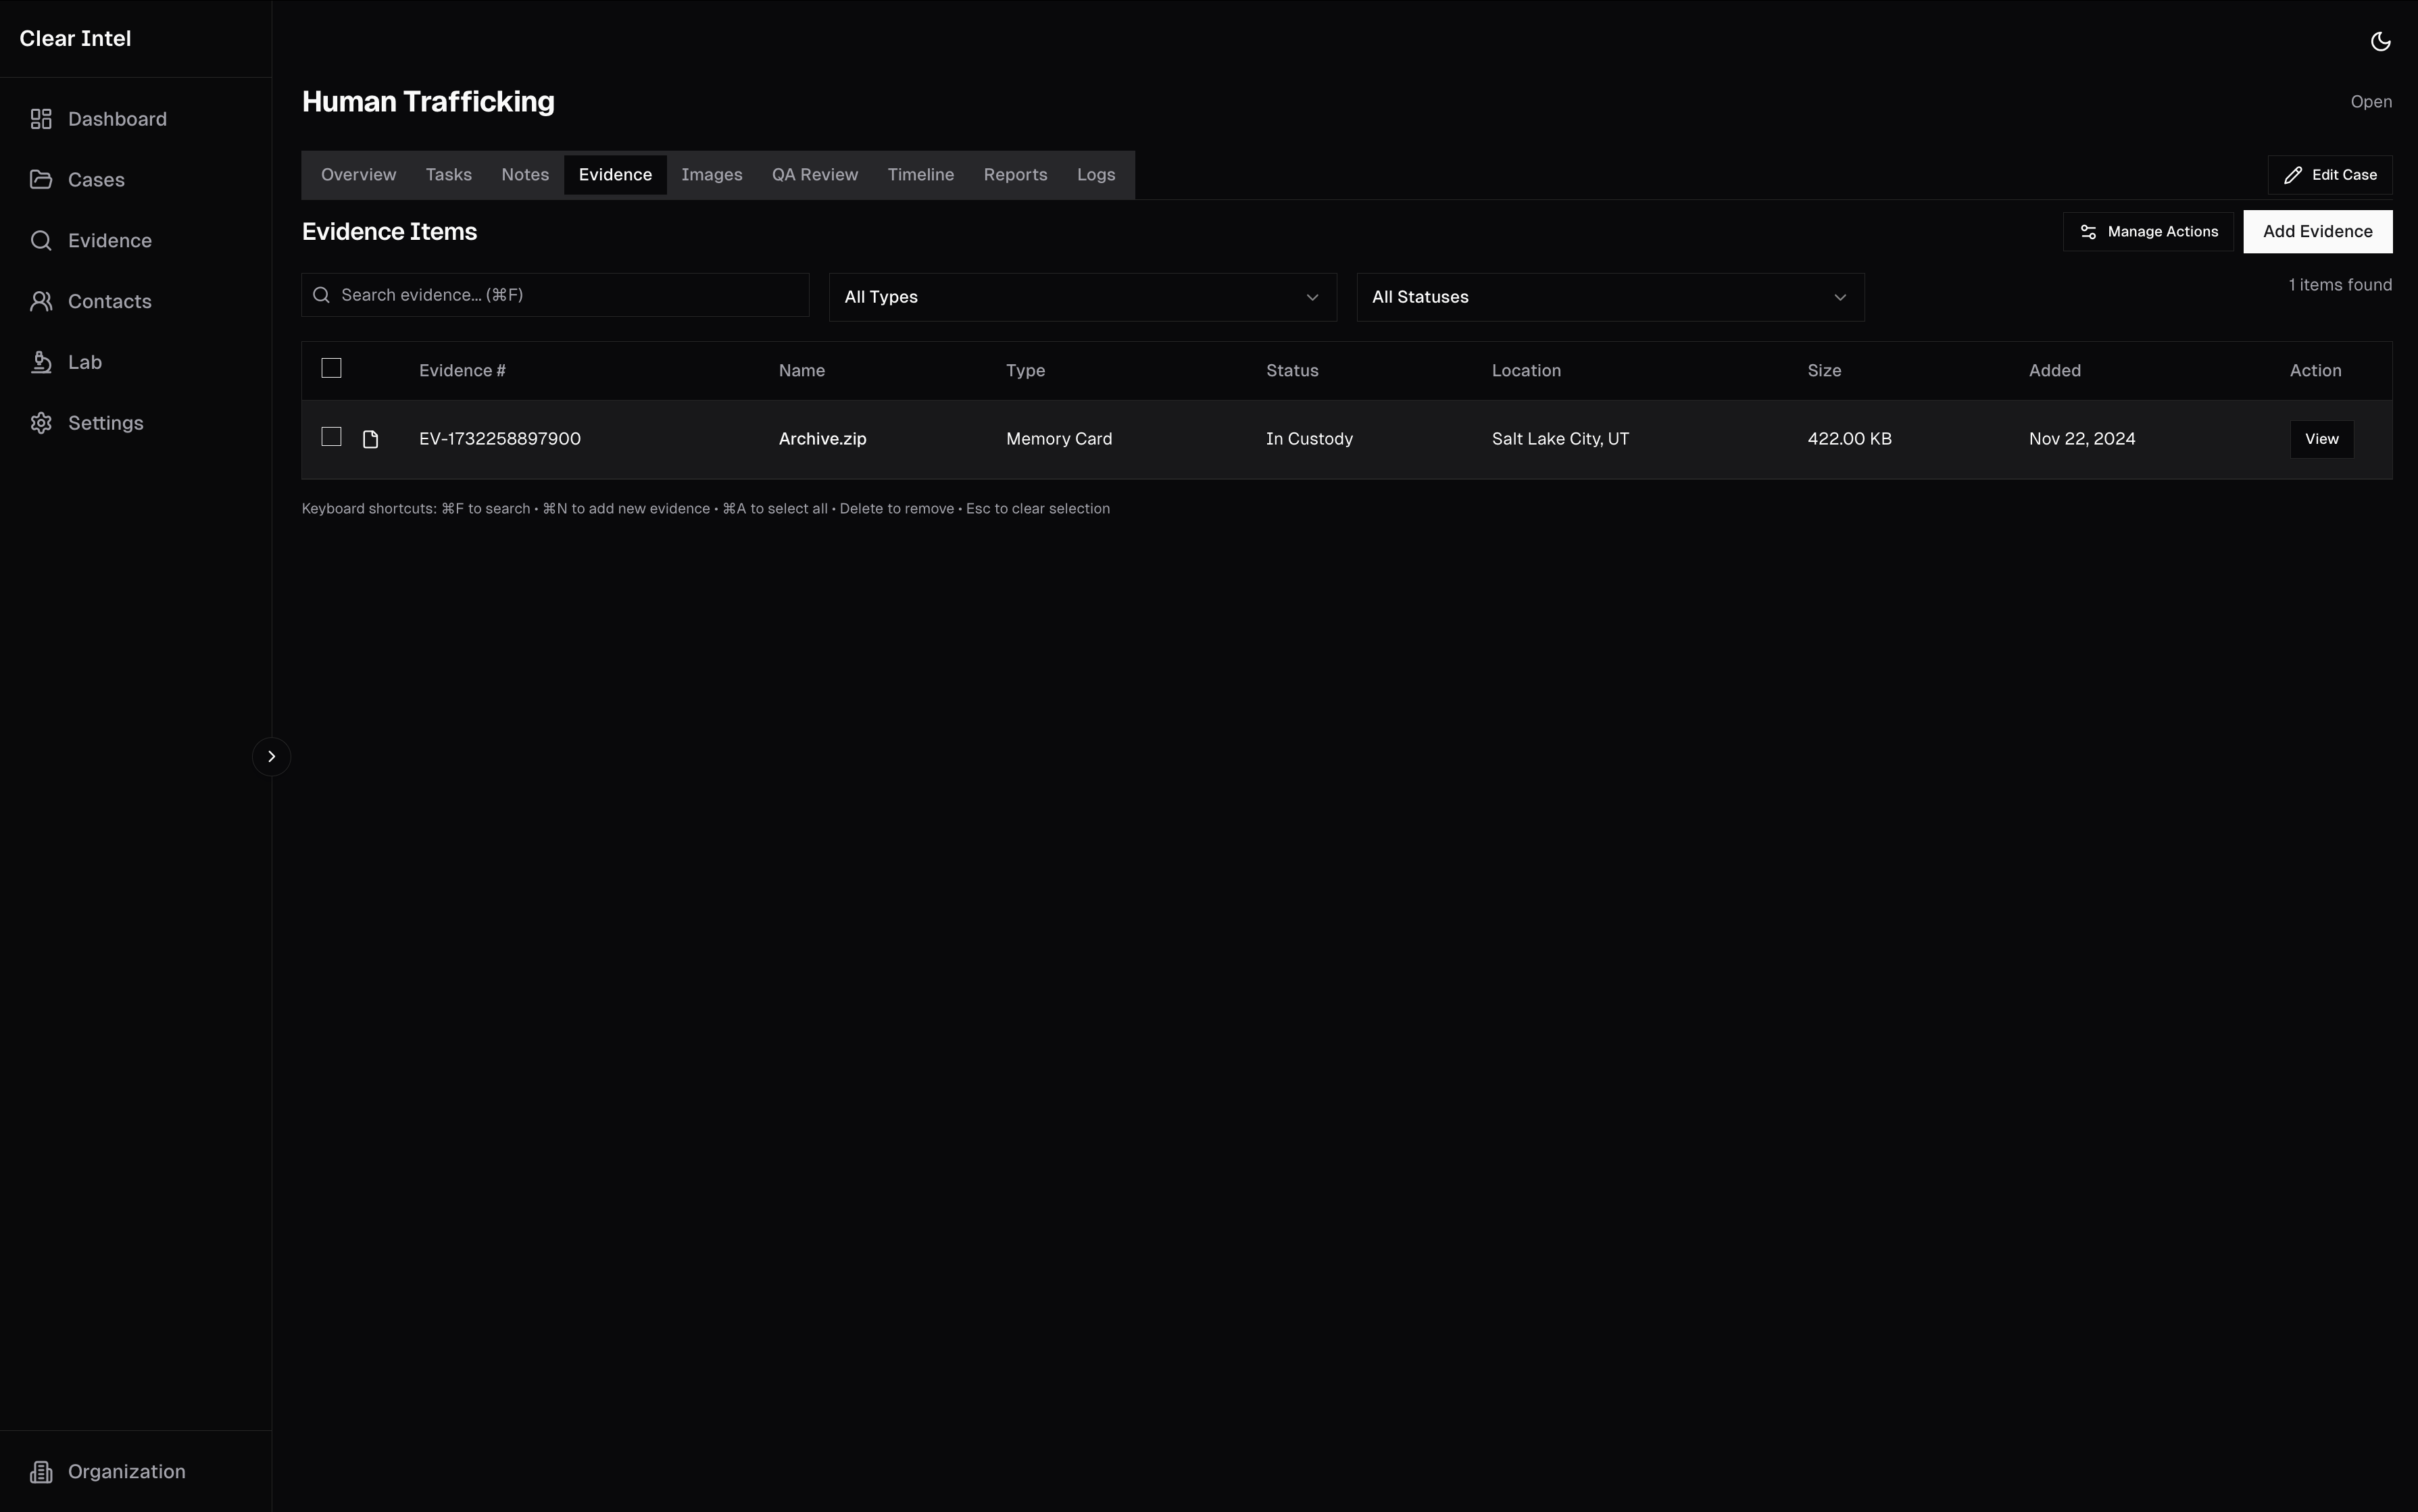 Clear Intel
Dashboard
Cases
Evidence
Contacts
Lab
Settings
Organization
Human Trafficking
Open
Overview Tasks Notes Evidence Images QA Review Timeline Reports Logs
Edit Case
Evidence Items
Manage Actions
Add Evidence
Search evidence... (⌘F)
All Types
All Statuses
1 items found
Evidence # Name Type Status Location Size Added Action
EV-1732258897900 Archive.zip Memory Card In Custody Salt Lake City, UT 422.00 KB Nov 22, 2024 View
Keyboard shortcuts: ⌘F to search • ⌘N to add new evidence • ⌘A to select all • Delete to remove • Esc to clear selection